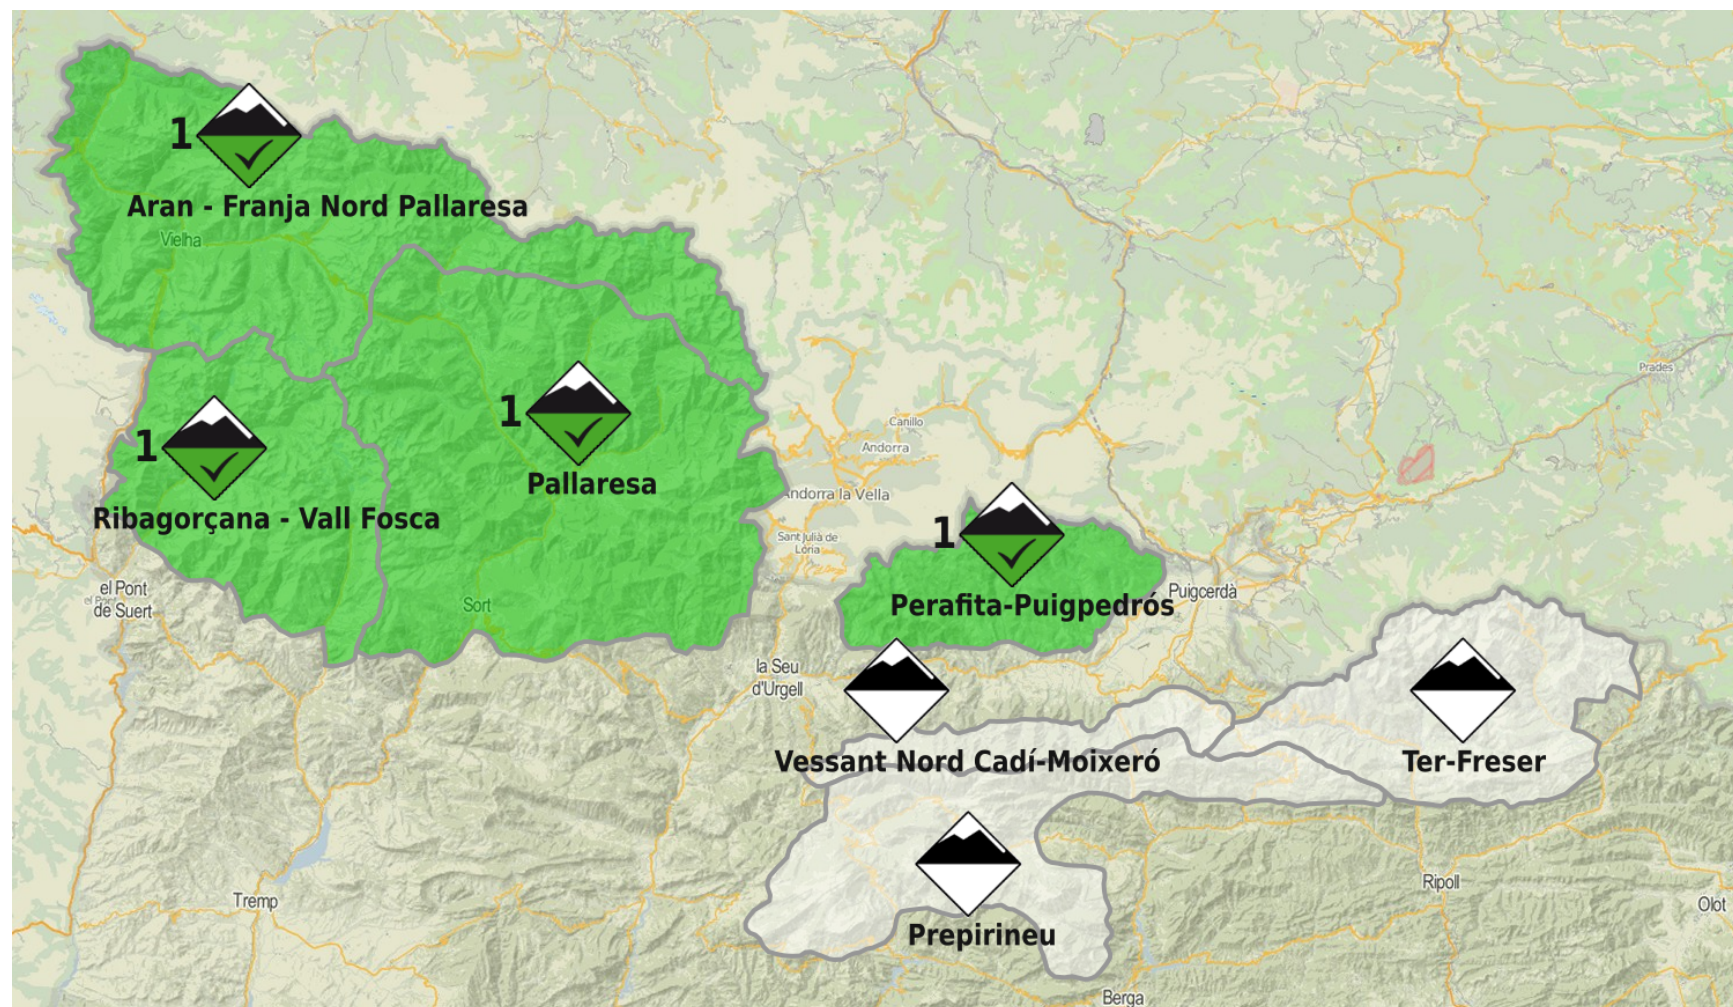 1
Aran - Franja Nord Pallaresa
Vielha
Prades
1
Pallaresa
1
Ribagorçana - Vall Fosca
Canillo
Andorra
Andorra la Vella
Sant Julià de
Lòria
1
Perafita-Puigpedrós
el Pont
de Suert
Sort
Puigcerdà
la Seu
d'Urgell
Vessant Nord Cadí-Moixeró
Ter-Freser
Prepirineu
Tremp
Ripoll
Olot
Berga